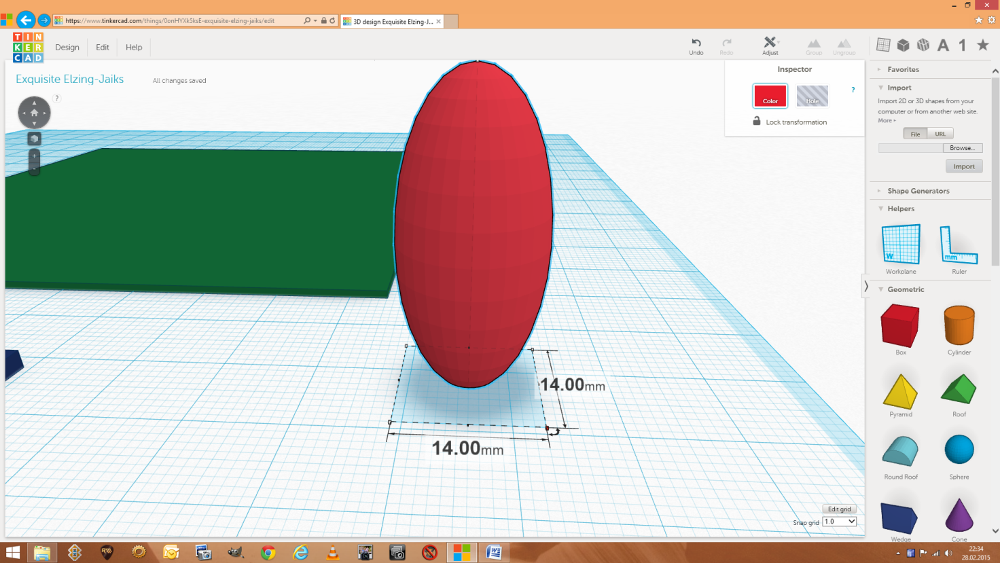 https://www.tinkercad.com/things/0onHYXk5ksE-exquisite-elzing-jaiks/edit
3D design Exquisite Elzing-J...
TIN
KER
CAD
Design
Edit
Help
Undo
Redo
Adjust
Group
Ungroup
A
1
Exquisite Elzing-Jaiks
All changes saved
?
+
-
Inspector
Color
Hole
?
Lock transformation
Favorites
Import
Import 2D or 3D shapes from your
computer or from another web site.
More
File
URL
Browse...
Import
Shape Generators
Helpers
W
mm
Workplane
Ruler
Geometric
Box
Cylinder
Pyramid
Roof
Round Roof
Sphere
Wedge
Cone
14.00mm
14.00mm
Edit grid
Snap grid 1.0
22:34
28.02.2015